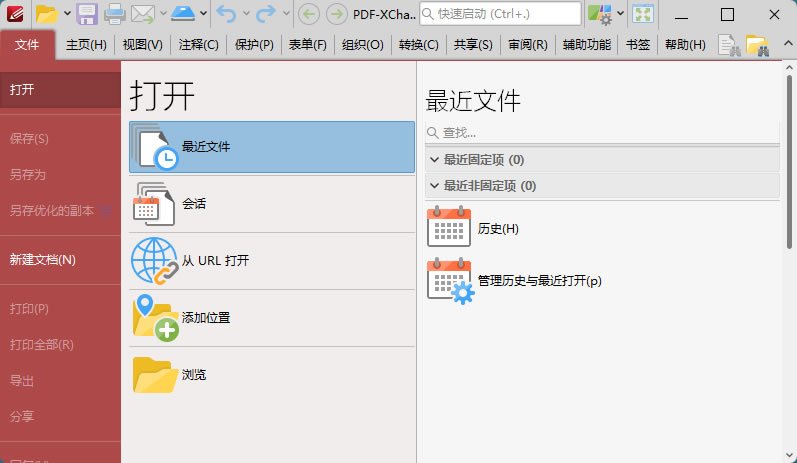 PDF-XCha..
快速启动 (Ctrl+.)
文件
主页(H)
视图(V)
注释(C)
保护(P)
表单(F)
组织(O)
转换(C)
共享(S)
审阅(R)
辅助功能
书签
帮助(H)
打开
保存(S)
另存为
另存优化的副本
新建文档(N)
打印(P)
打印全部(R)
导出
分享
打开
最近文件
会话
从 URL 打开
添加位置
浏览
最近文件
查找...
最近固定项 (0)
最近非固定项 (0)
历史(H)
管理历史与最近打开(p)